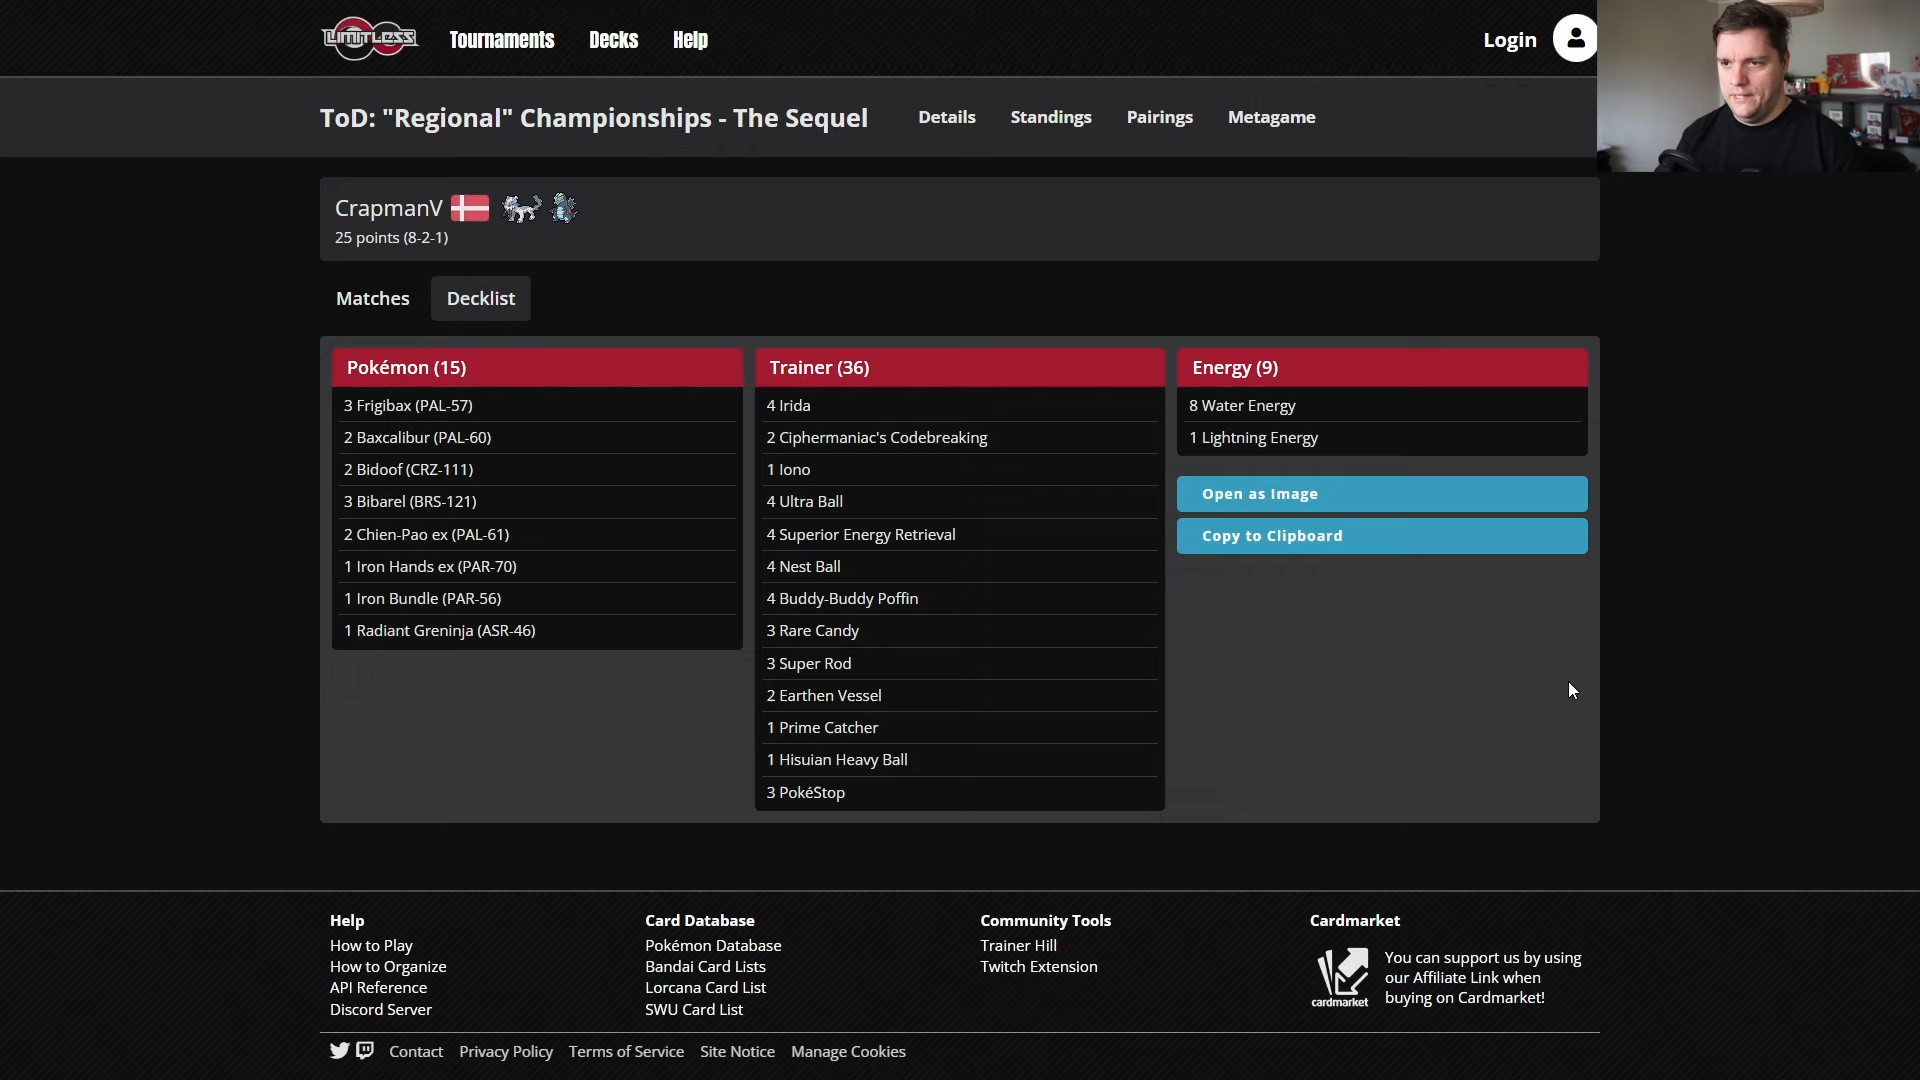 LIMITLESS
Tournaments
Decks
Help
Login
ToD: "Regional" Championships - The Sequel
Details
Standings
Pairings
Metagame
CrapmanV
25 points (8-2-1)
Matches
Decklist
Pokémon (15)
3 Frigibax (PAL-57)
2 Baxcalibur (PAL-60)
2 Bidoof (CRZ-111)
3 Bibarel (BRS-121)
2 Chien-Pao ex (PAL-61)
1 Iron Hands ex (PAR-70)
1 Iron Bundle (PAR-56)
1 Radiant Greninja (ASR-46)
Trainer (36)
4 Irida
2 Ciphermaniac's Codebreaking
1 Iono
4 Ultra Ball
4 Superior Energy Retrieval
4 Nest Ball
4 Buddy-Buddy Poffin
3 Rare Candy
3 Super Rod
2 Earthen Vessel
1 Prime Catcher
1 Hisuian Heavy Ball
3 PokéStop
Energy (9)
8 Water Energy
1 Lightning Energy
Open as Image
Copy to Clipboard
Help
How to Play
How to Organize
API Reference
Discord Server
Card Database
Pokémon Database
Bandai Card Lists
Lorcana Card List
SWU Card List
Community Tools
Trainer Hill
Twitch Extension
Cardmarket
cardmarket
You can support us by using
our Affiliate Link when
buying on Cardmarket!
Contact
Privacy Policy
Terms of Service
Site Notice
Manage Cookies